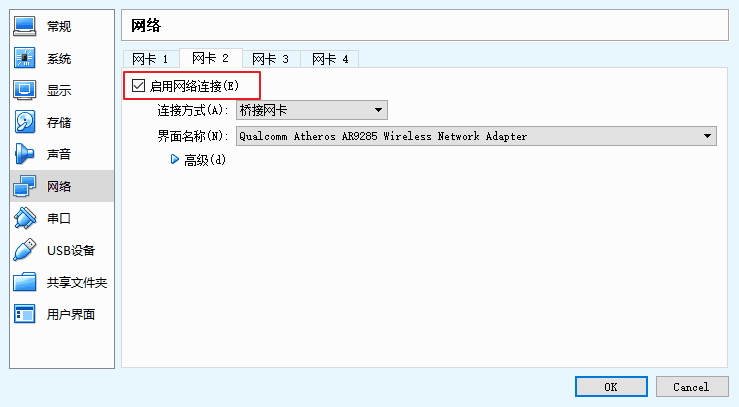 常规
系统
显示
存储
声音
网络
串口
USB设备
共享文件夹
用户界面
网络
网卡 1 网卡 2 网卡 3 网卡 4
启用网络连接(E)
连接方式(A): 桥接网卡
界面名称(N): Qualcomm Atheros AR9285 Wireless Network Adapter
高级(d)
OK Cancel